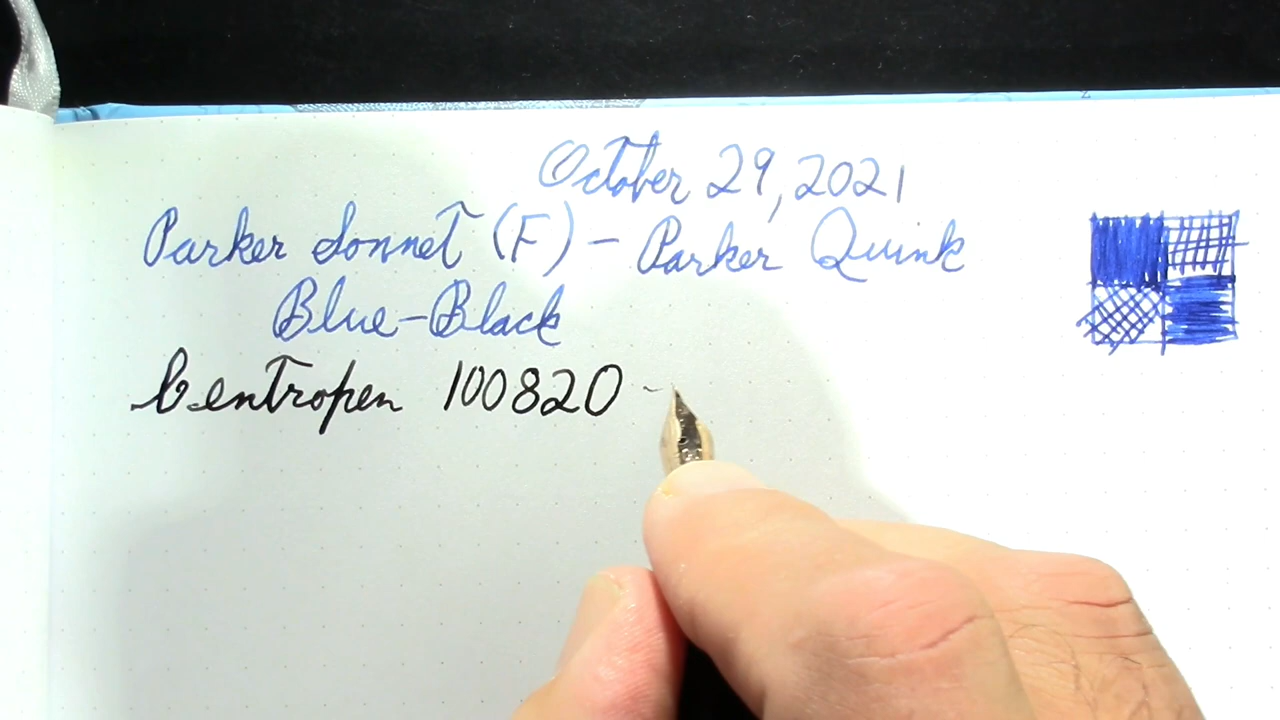 October 29, 2021
Parker Sonnet (F) - Parker Quink
Blue-Black
Centropen 100820 -